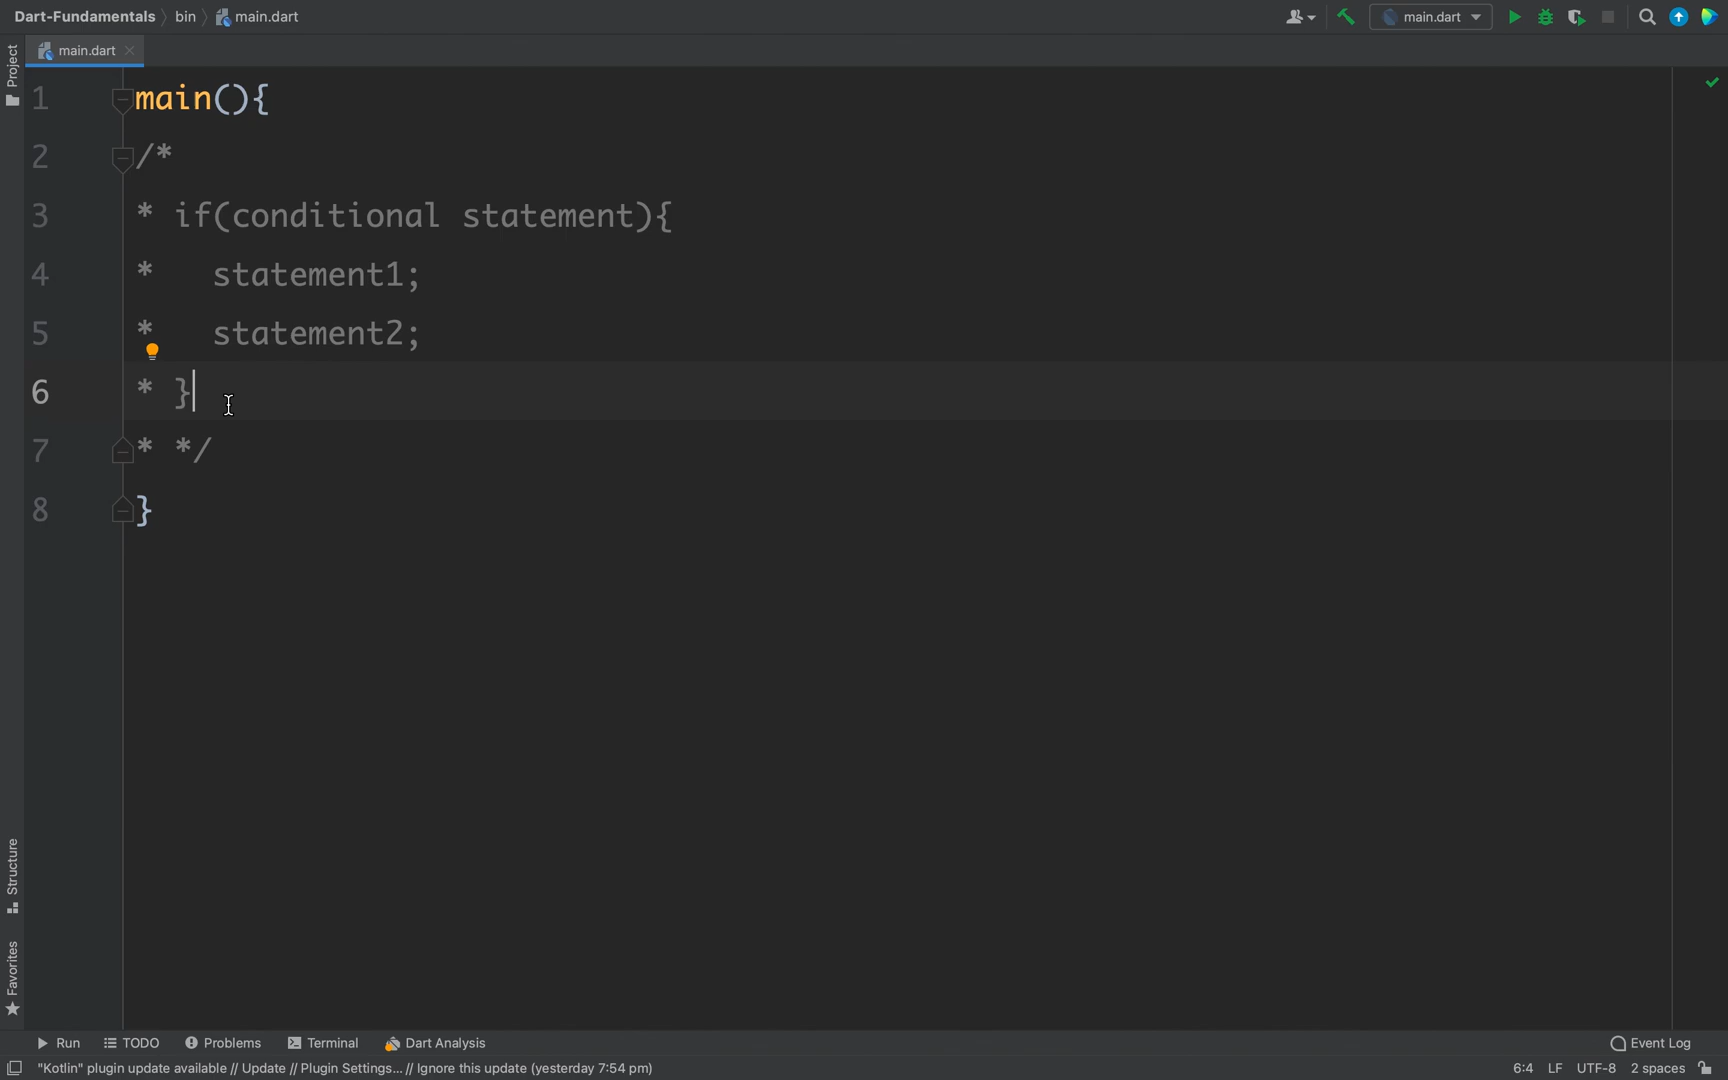 Dart-Fundamentals bin main.dart
main.dart
main.dart
Project
1 main(){
2 /*
3 * if(conditional statement){
4 *   statement1;
5 *   statement2;
6 * }
7 * */
8 }
Structure
Favorites
Run TODO Problems Terminal Dart Analysis Event Log
"Kotlin" plugin update available // Update // Plugin Settings... // Ignore this update (yesterday 7:54 pm) 6:4 LF UTF-8 2 spaces